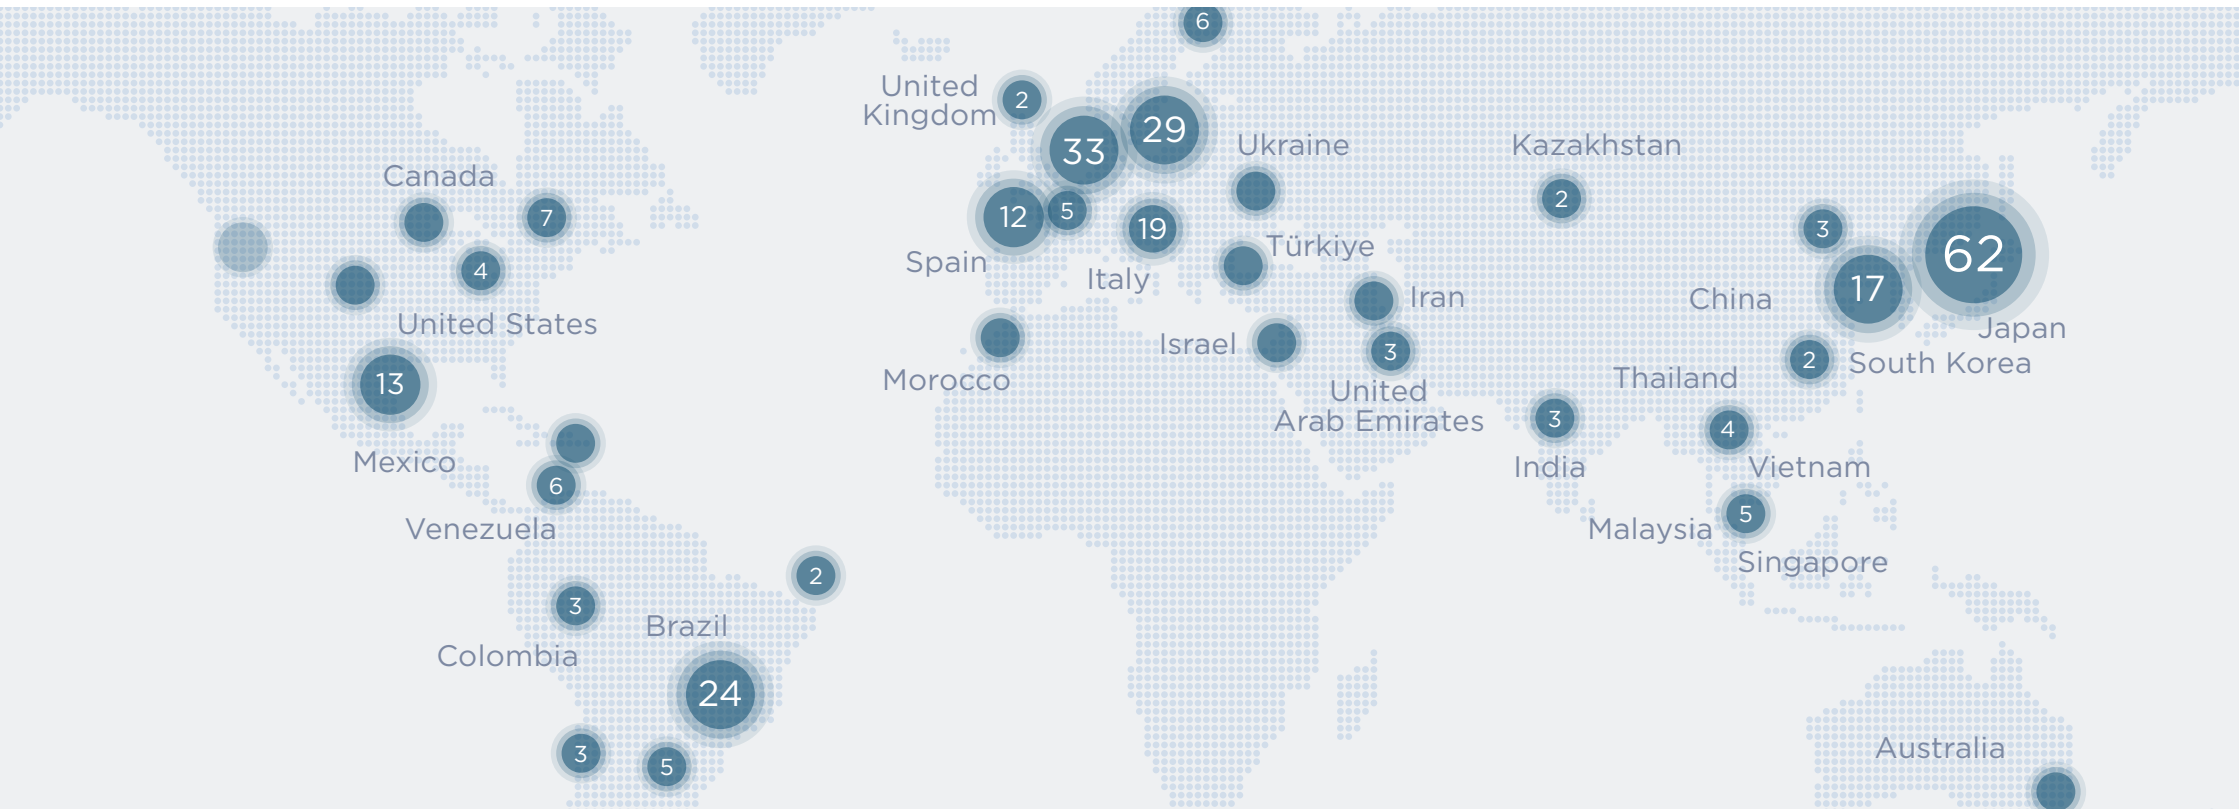 6
United
Kingdom
2
33
29
Ukraine
Kazakhstan
Canada
7
12
5
19
2
3
62
Spain
Italy
Türkiye
4
17
Iran
China
United States
Japan
Morocco
Israel
3
2
South Korea
13
United
Arab Emirates
Thailand
3
4
Mexico
India
Vietnam
6
Venezuela
5
Malaysia
Singapore
2
3
Brazil
Colombia
24
3
5
Australia